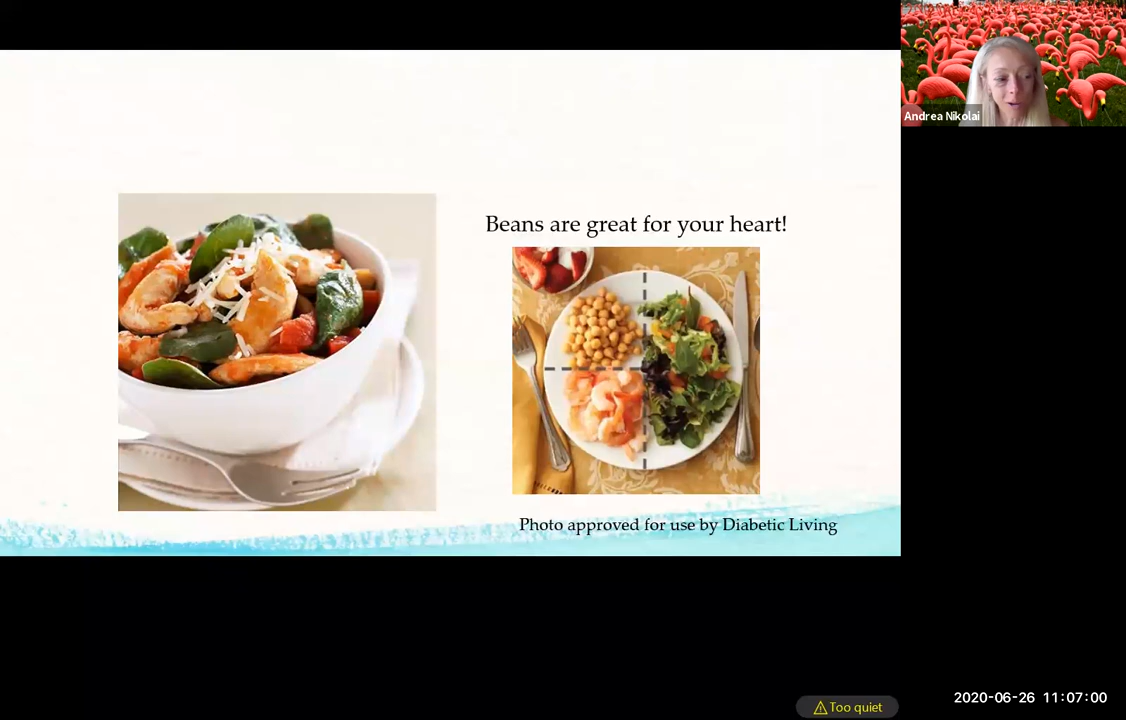 Andrea Nikolai
Beans are great for your heart!
Photo approved for use by Diabetic Living
Too quiet
2020-06-26 11:07:00